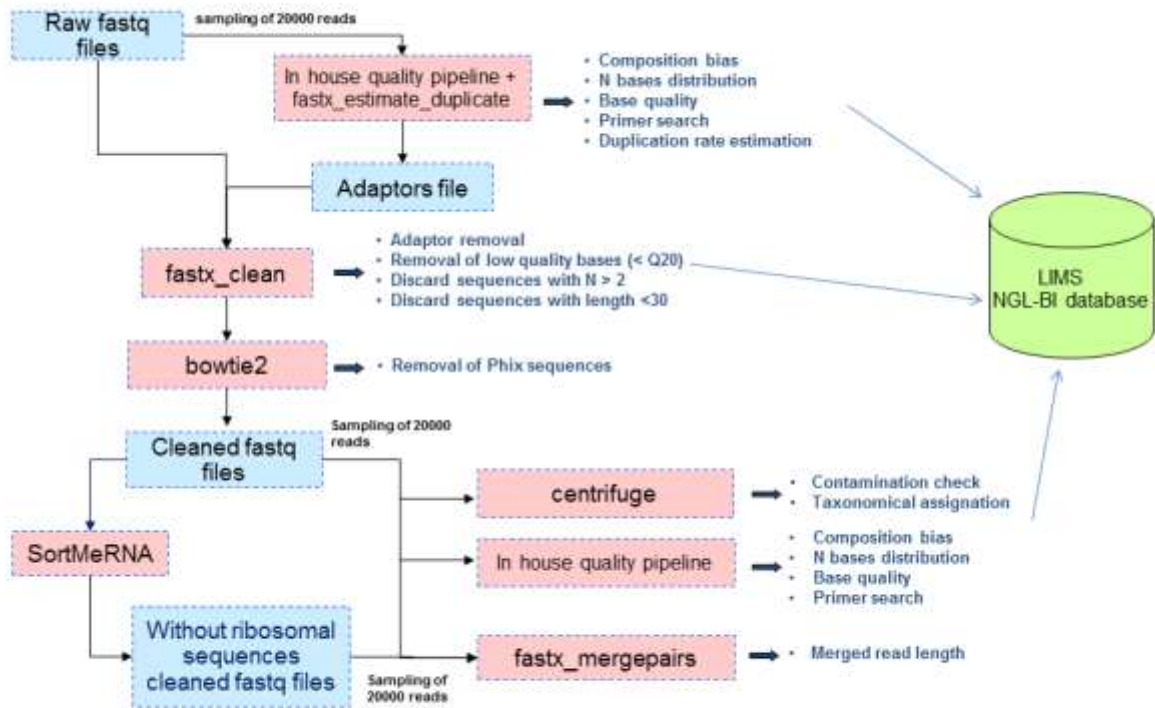 Raw fastq
files
sampling of 20000 reads
In house quality pipeline +
fastx_estimate_duplicate
• Composition bias
• N bases distribution
• Base quality
• Primer search
• Duplication rate estimation
Adaptors file
fastx_clean
• Adaptor removal
• Removal of low quality bases (< Q20)
• Discard sequences with N > 2
• Discard sequences with length <30
LIMS
NGL-BI database
bowtie2
• Removal of Phix sequences
Cleaned fastq
files
Sampling of 20000
reads
centrifuge
• Contamination check
• Taxonomical assignation
SortMeRNA
In house quality pipeline
• Composition bias
• N bases distribution
• Base quality
• Primer search
Without ribosomal
sequences
cleaned fastq files
Sampling of
20000 reads
fastx_mergepairs
• Merged read length